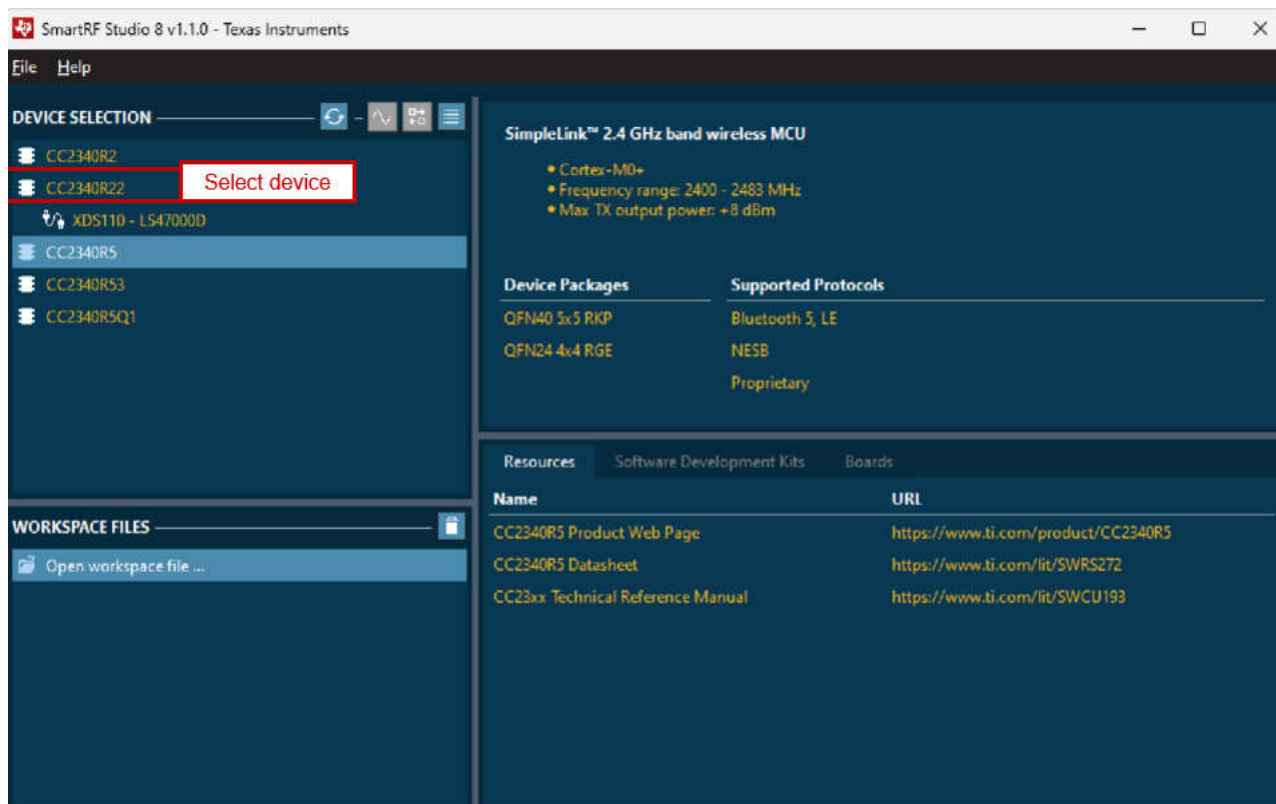 SmartRF Studio 8 v1.1.0 - Texas Instruments
File Help
DEVICE SELECTION
CC2340R2
CC2340R22
Select device
XDS110 - LS47000D
CC2340R5
CC2340R53
CC2340R5Q1
WORKSPACE FILES
Open workspace file ...
SimpleLink™ 2.4 GHz band wireless MCU
• Cortex-M0+
• Frequency range: 2400 - 2483 MHz
• Max TX output power: +8 dBm
Device Packages Supported Protocols
QFN40 5x5 RKP Bluetooth 5, LE
QFN24 4x4 RGE NESB
Proprietary
Resources Software Development Kits Boards
Name URL
CC2340R5 Product Web Page https://www.ti.com/product/CC2340R5
CC2340R5 Datasheet https://www.ti.com/lit/SWRS272
CC23xx Technical Reference Manual https://www.ti.com/lit/SWCU193